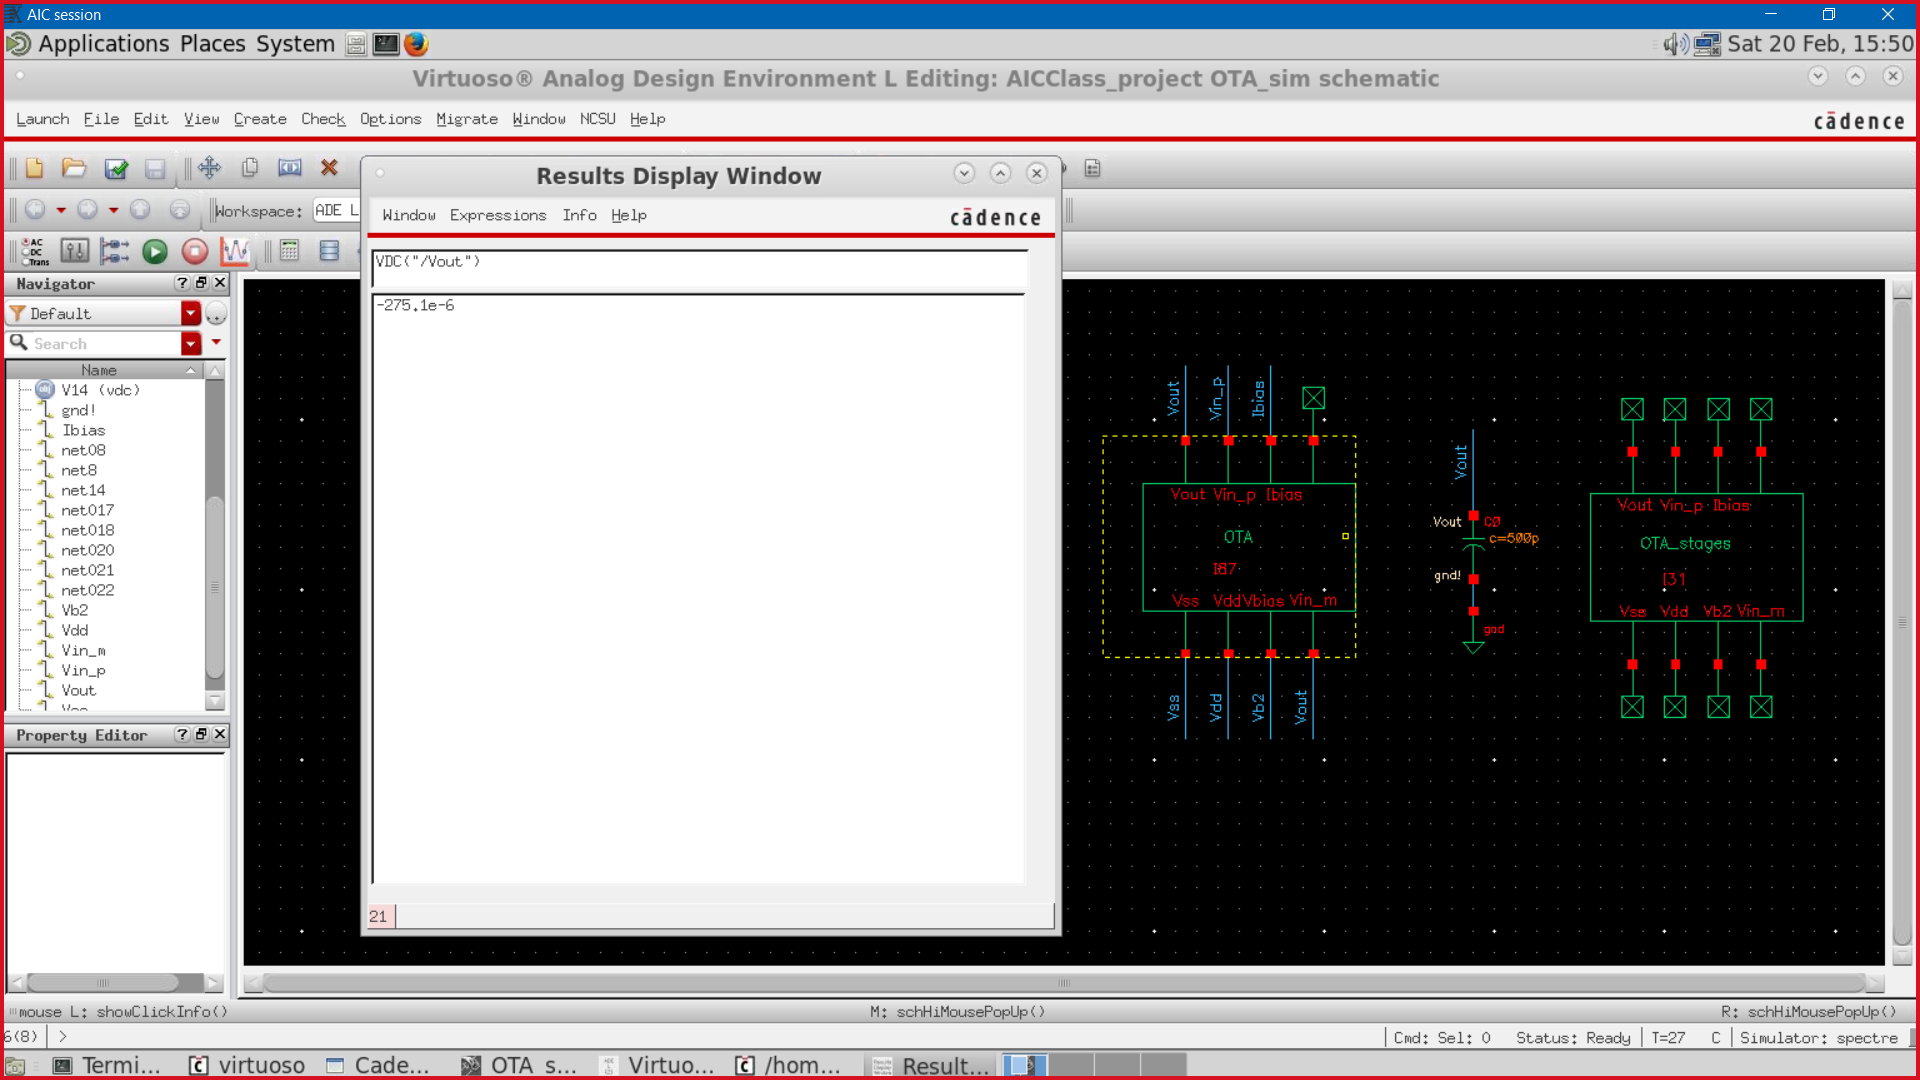 AIC session
Applications Places System
Sat 20 Feb, 15:50
Virtuoso® Analog Design Environment L Editing: AICClass_project OTA_sim schematic
Launch File Edit View Create Check Options Migrate Window NCSU Help
cādence
Workspace: ADE L
AC
DC
Trans
Results Display Window
Window Expressions Info Help
cādence
VDC("/Vout")
-275.1e-6
21
Navigator
Default
Search
Name
V14 (vdc)
gnd!
Ibias
net08
net8
net14
net017
net018
net020
net021
net022
Vb2
Vdd
Vin_m
Vin_p
Vout
Property Editor
Vout Vin_p Ibias
Vout Vin_p Ibias
OTA
I67
Vss Vdd Vbias Vin_m
Vss Vdd Vb2 Vout
Vout
Vout C0
c=500p
gnd!
gnd
Vout Vin_p Ibias
OTA_stages
I31
Vss Vdd Vb2 Vin_m
mouse L: showClickInfo()
M: schHiMousePopUp()
R: schHiMousePopUp()
6(8) >
Cmd: Sel: 0 Status: Ready T=27 C Simulator: spectre
Termi... virtuoso Cade... OTA s... Virtuo... /hom... Result...